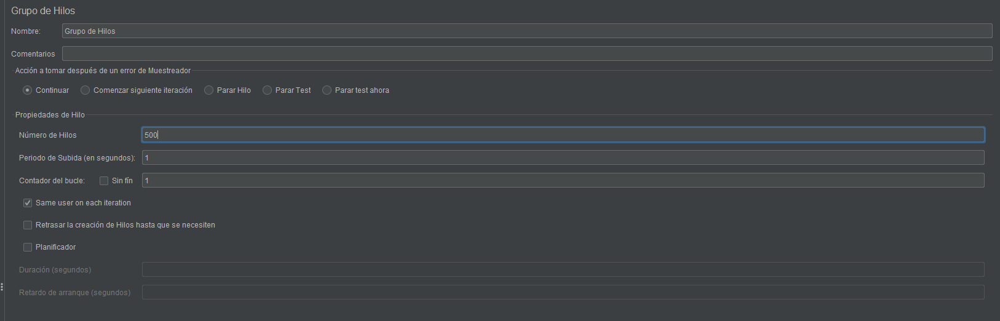 Grupo de Hilos
Nombre: Grupo de Hilos
Comentarios
Acción a tomar después de un error de Muestreador
Continuar Comenzar siguiente iteración Parar Hilo Parar Test Parar test ahora
Propiedades de Hilo
Número de Hilos 500
Periodo de Subida (en segundos): 1
Contador del bucle: Sin fín 1
Same user on each iteration
Retrasar la creación de Hilos hasta que se necesiten
Planificador
Duración (segundos)
Retardo de arranque (segundos)